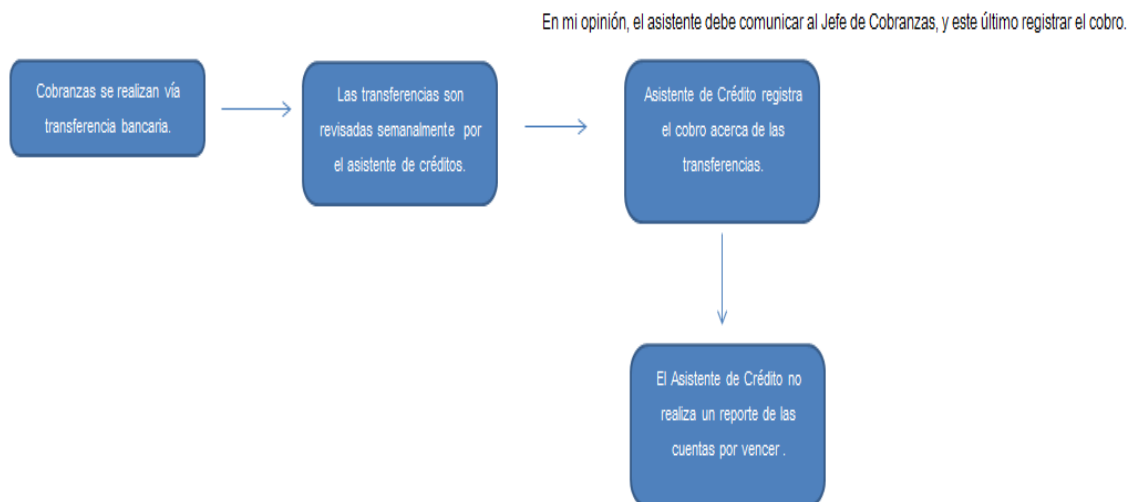 En mi opinión, el asistente debe comunicar al Jefe de Cobranzas, y este último registrar el cobro.
Cobranzas se realizan vía
transferencia bancaria.
Las transferencias son
revisadas semanalmente por
el asistente de créditos.
Asistente de Crédito registra
el cobro acerca de las
transferencias.
El Asistente de Crédito no
realiza un reporte de las
cuentas por vencer .